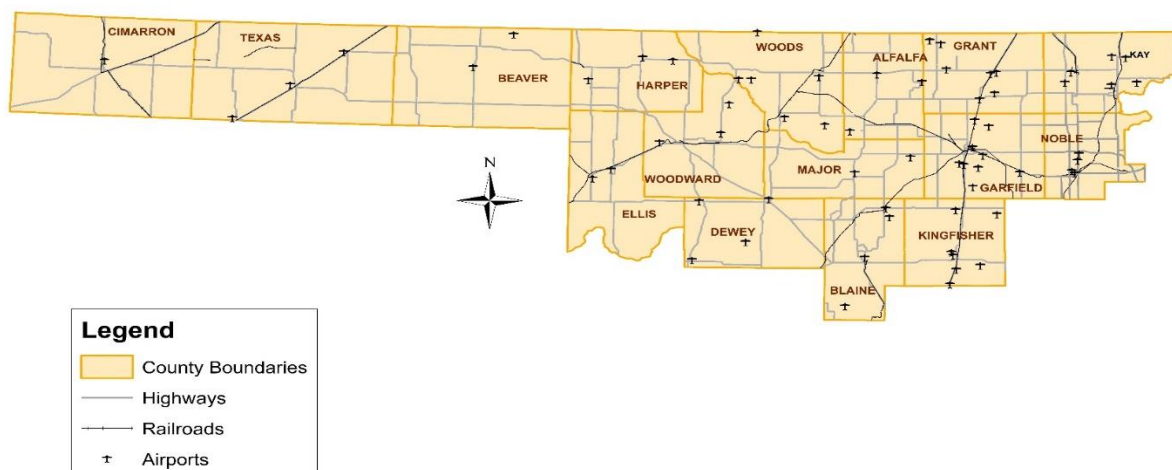 CIMARRON
TEXAS
BEAVER
HARPER
WOODS
ALFALFA
GRANT
KAY
NOBLE
MAJOR
WOODWARD
GARFIELD
ELLIS
DEWEY
KINGFISHER
BLAINE
N
Legend
County Boundaries
Highways
Railroads
Airports